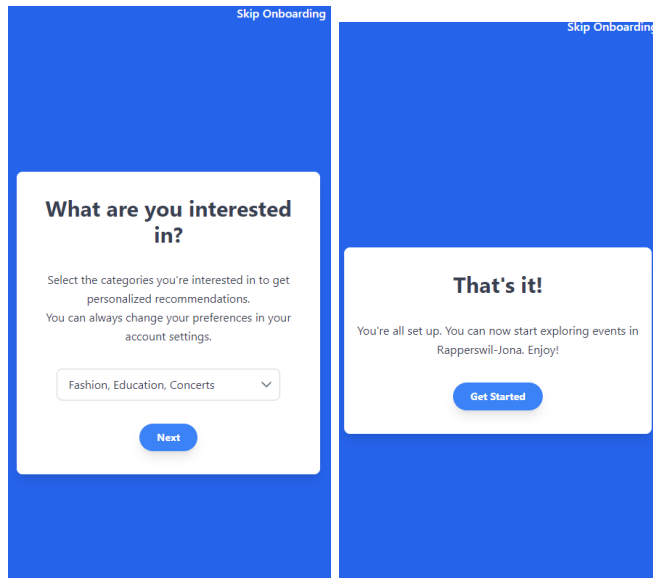 Skip Onboarding
What are you interested
in?
Select the categories you're interested in to get
personalized recommendations.
You can always change your preferences in your
account settings.
Fashion, Education, Concerts
Next
Skip Onboarding
That's it!
You're all set up. You can now start exploring events in
Rapperswil-Jona. Enjoy!
Get Started